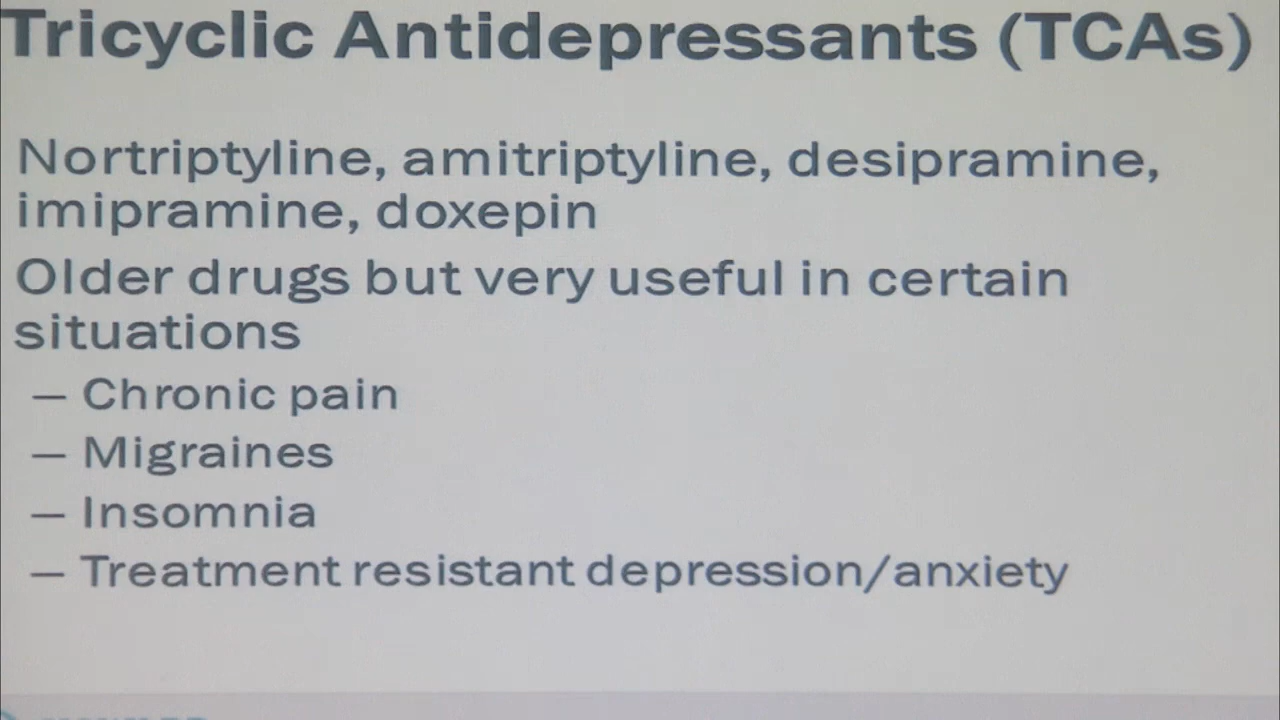 Tricyclic Antidepressants (TCAs)
Nortriptyline, amitriptyline, desipramine,
imipramine, doxepin
Older drugs but very useful in certain
situations
– Chronic pain
– Migraines
– Insomnia
– Treatment resistant depression/anxiety